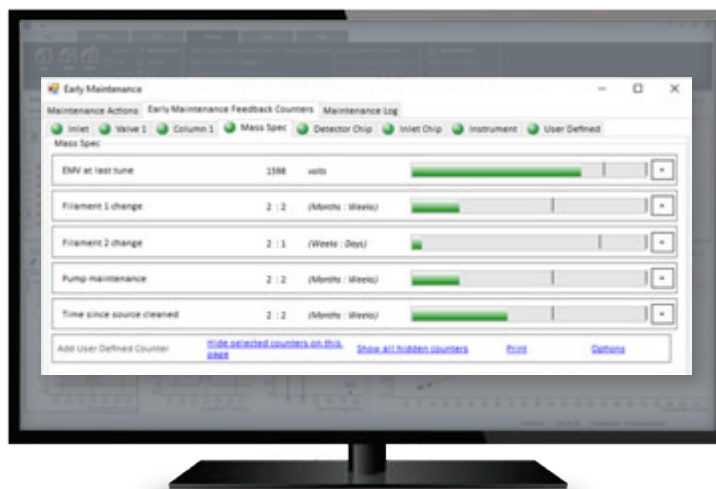 Early Maintenance
Maintenance Actions Early Maintenance Feedback Counters Maintenance Log
Inlet Valve 1 Column 1 Mass Spec Detector Chip Inlet Chip Instrument User Defined
Mass Spec
EMV at last tune 1598 volts
Filament 1 change 2 : 2 (Months : Weeks)
Filament 2 change 2 : 1 (Weeks : Days)
Pump maintenance 2 : 2 (Months : Weeks)
Time since source cleaned 2 : 2 (Months : Weeks)
Add User Defined Counter Hide selected counters on this page Show all hidden counters Print Options